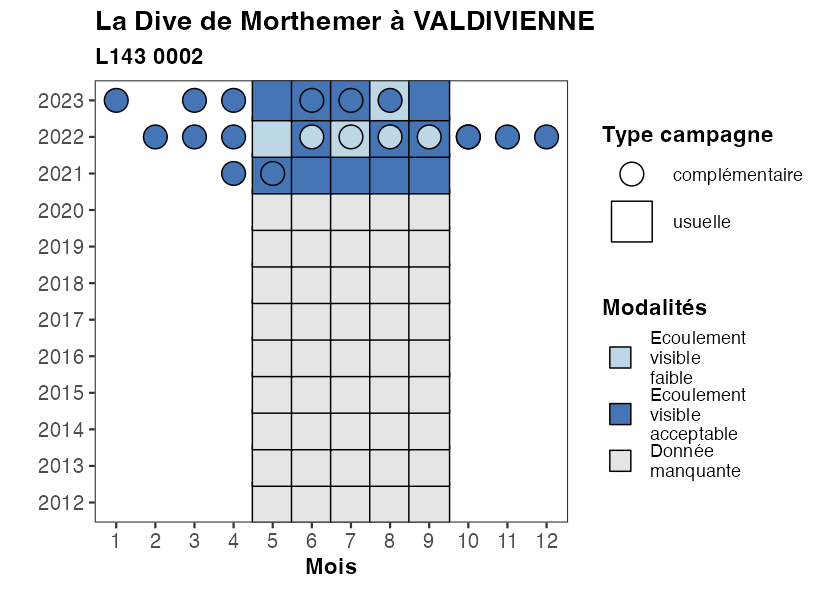 La Dive de Morthemer à VALDIVIENNE
L143 0002
2023
2022
2021
2020
2019
2018
2017
2016
2015
2014
2013
2012
1 2 3 4 5 6 7 8 9 10 11 12
Mois
Type campagne
complémentaire
usuelle
Modalités
Ecoulement
visible
faible
Ecoulement
visible
acceptable
Donnée
manquante